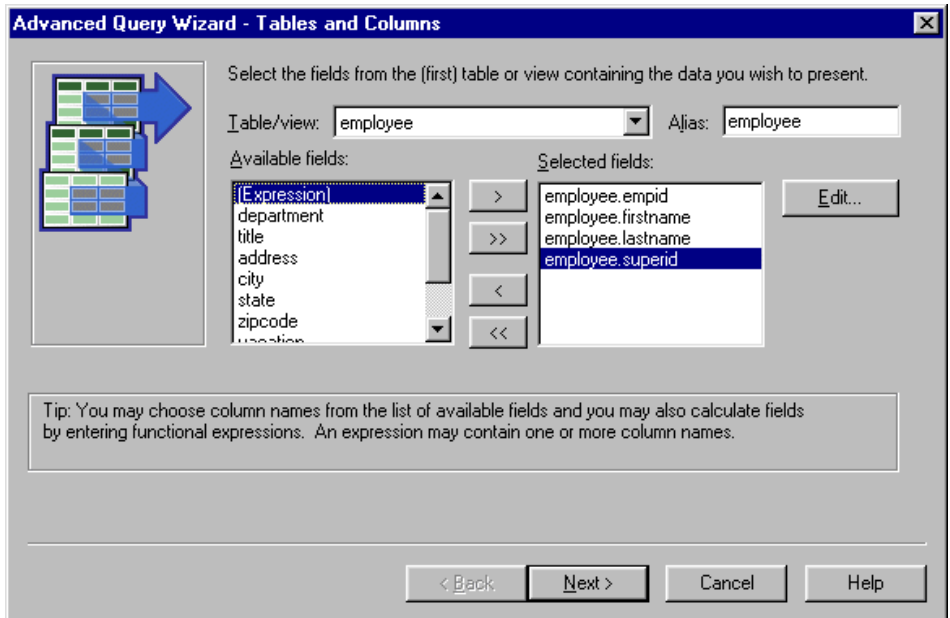 Advanced Query Wizard - Tables and Columns
Select the fields from the (first) table or view containing the data you wish to present.
Table/view: employee Alias: employee
Available fields: Selected fields:
(Expression) > employee.empid Edit...
department employee.firstname
title >> employee.lastname
address employee.superid
city
state <
zipcode
<<
Tip: You may choose column names from the list of available fields and you may also calculate fields
by entering functional expressions. An expression may contain one or more column names.
< Back Next > Cancel Help